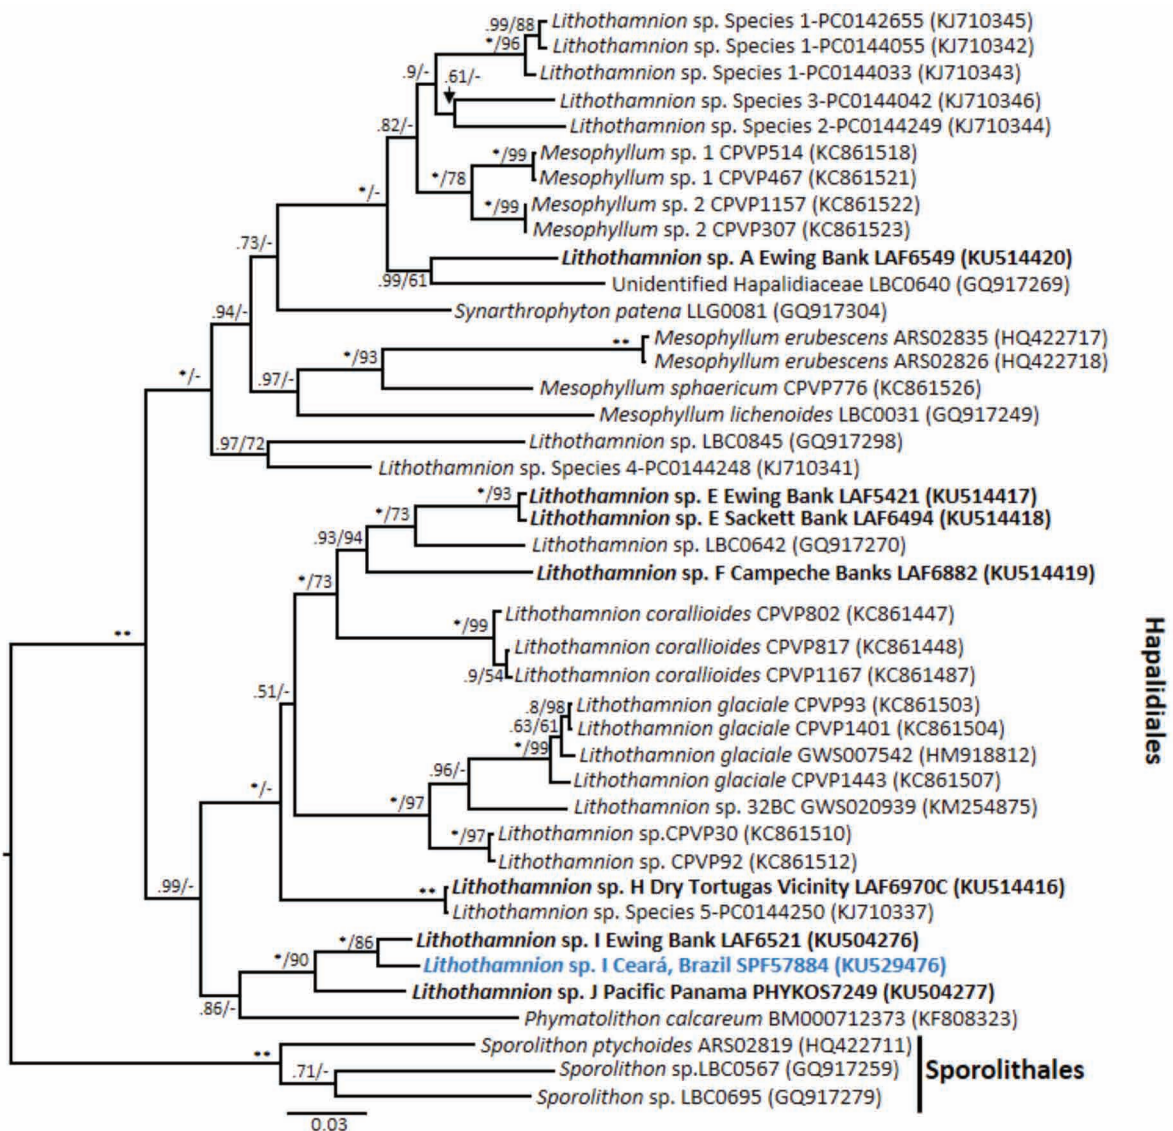 .99/88
Lithothamnion sp. Species 1-PC0142655 (KJ710345)
*/96
Lithothamnion sp. Species 1-PC0144055 (KJ710342)
.9/-
.61/-
Lithothamnion sp. Species 1-PC0144033 (KJ710343)
Lithothamnion sp. Species 3-PC0144042 (KJ710346)
.82/-
Lithothamnion sp. Species 2-PC0144249 (KJ710344)
*/99
Mesophyllum sp. 1 CPVP514 (KC861518)
*/78
Mesophyllum sp. 1 CPVP467 (KC861521)
*/-
*/99
Mesophyllum sp. 2 CPVP1157 (KC861522)
Mesophyllum sp. 2 CPVP307 (KC861523)
.73/-
Lithothamnion sp. A Ewing Bank LAF6549 (KU514420)
.99/61
Unidentified Hapalidiaceae LBC0640 (GQ917269)
.94/-
Synarthrophyton patena LLG0081 (GQ917304)
**
Mesophyllum erubescens ARS02835 (HQ422717)
*/93
Mesophyllum erubescens ARS02826 (HQ422718)
*/-
.97/-
Mesophyllum sphaericum CPVP776 (KC861526)
Mesophyllum lichenoides LBC0031 (GQ917249)
.97/72
Lithothamnion sp. LBC0845 (GQ917298)
Lithothamnion sp. Species 4-PC0144248 (KJ710341)
*/93
Lithothamnion sp. E Ewing Bank LAF5421 (KU514417)
*/73
Lithothamnion sp. E Sackett Bank LAF6494 (KU514418)
.93/94
Lithothamnion sp. LBC0642 (GQ917270)
*/73
Lithothamnion sp. F Campeche Banks LAF6882 (KU514419)
Lithothamnion corallioides CPVP802 (KC861447)
*/99
**
Lithothamnion corallioides CPVP817 (KC861448)
.9/54
Lithothamnion corallioides CPVP1167 (KC861487)
Hapalidiales
.51/-
.8/98
Lithothamnion glaciale CPVP93 (KC861503)
.63/61
Lithothamnion glaciale CPVP1401 (KC861504)
*/99
Lithothamnion glaciale GWS007542 (HM918812)
.96/-
Lithothamnion glaciale CPVP1443 (KC861507)
*/-
*/97
Lithothamnion sp. 32BC GWS020939 (KM254875)
*/97
Lithothamnion sp.CPVP30 (KC861510)
Lithothamnion sp. CPVP92 (KC861512)
.99/-
**
Lithothamnion sp. H Dry Tortugas Vicinity LAF6970C (KU514416)
Lithothamnion sp. Species 5-PC0144250 (KJ710337)
*/86
Lithothamnion sp. I Ewing Bank LAF6521 (KU504276)
*/90
Lithothamnion sp. I Ceará, Brazil SPF57884 (KU529476)
Lithothamnion sp. J Pacific Panama PHYKOS7249 (KU504277)
.86/-
Phymatolithon calcareum BM000712373 (KF808323)
**
Sporolithon ptychoides ARS02819 (HQ422711)
.71/-
Sporolithon sp.LBC0567 (GQ917259)
Sporolithales
Sporolithon sp. LBC0695 (GQ917279)
0.03